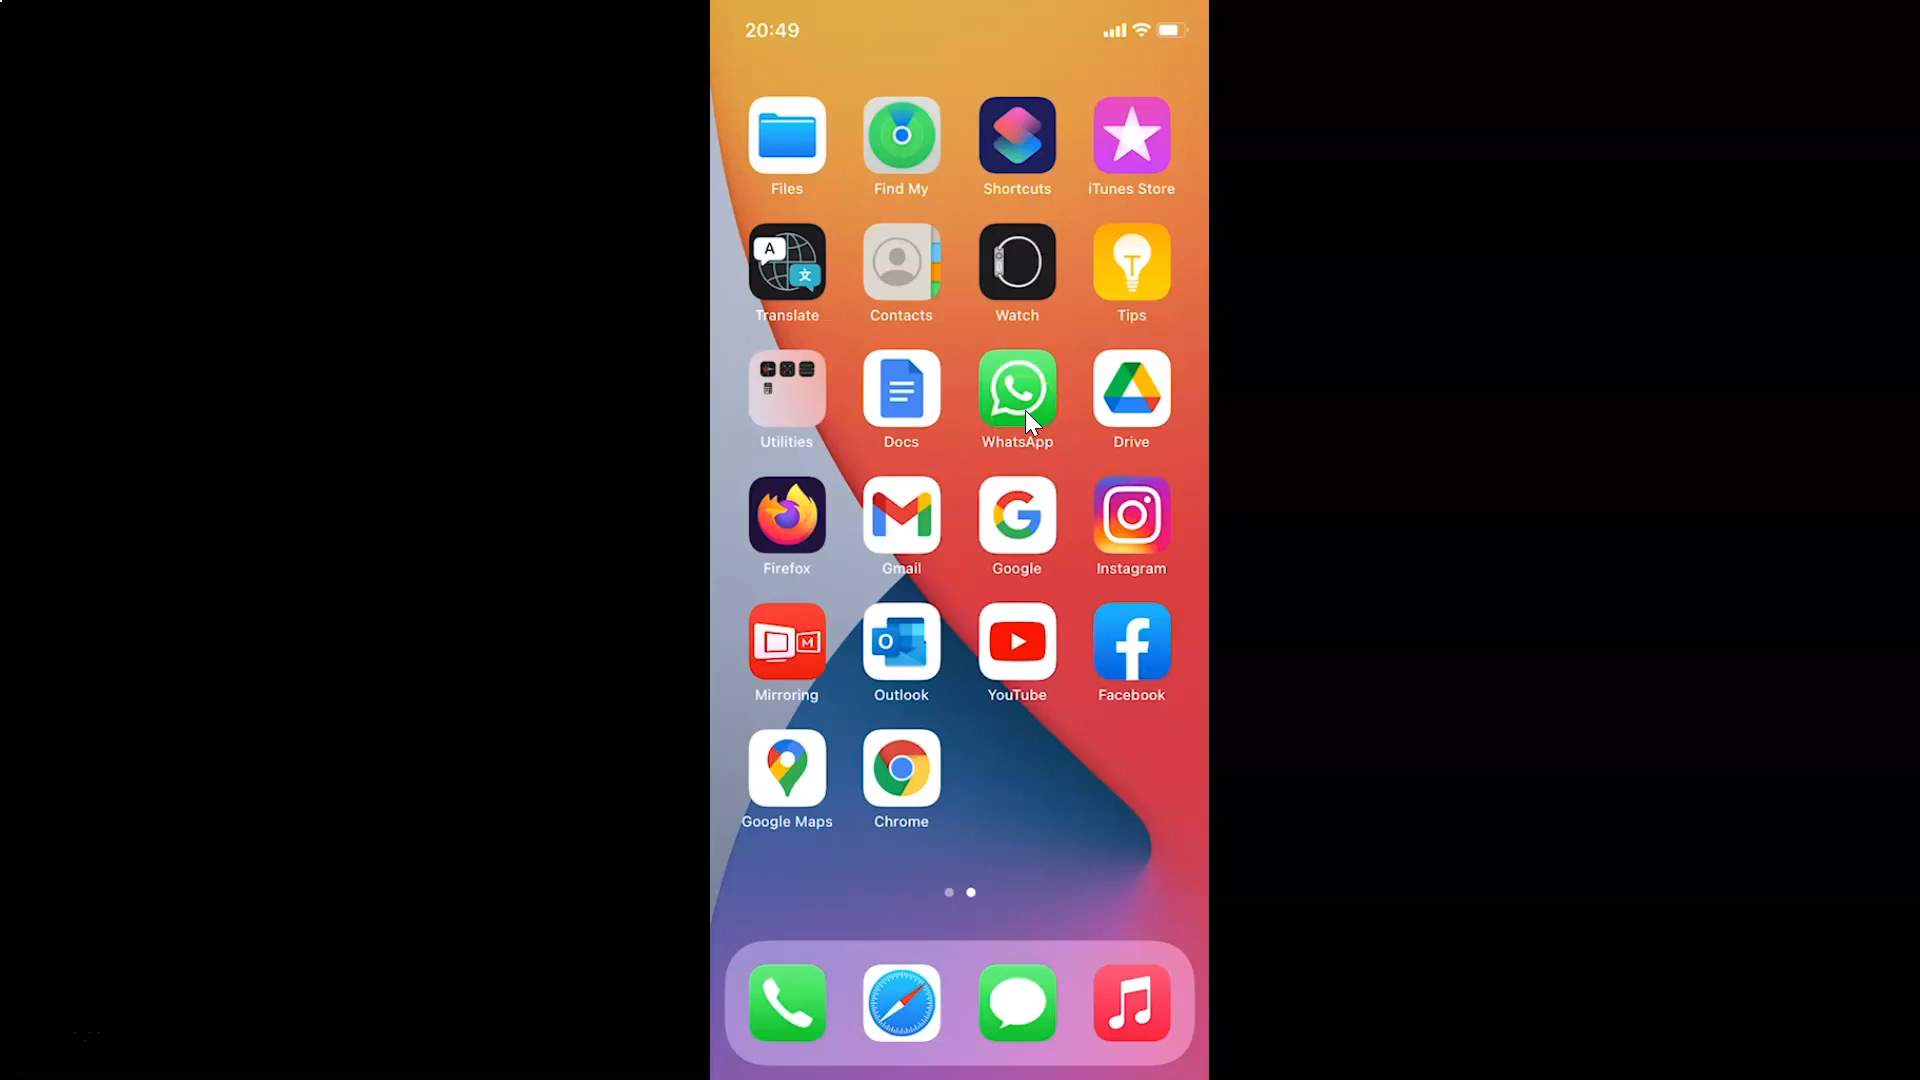 20:49
Files Find My Shortcuts iTunes Store
A 文
Translate Contacts Watch Tips
Utilities Docs WhatsApp Drive
Firefox Gmail Google Instagram
M O
Mirroring Outlook YouTube Facebook
Google Maps Chrome